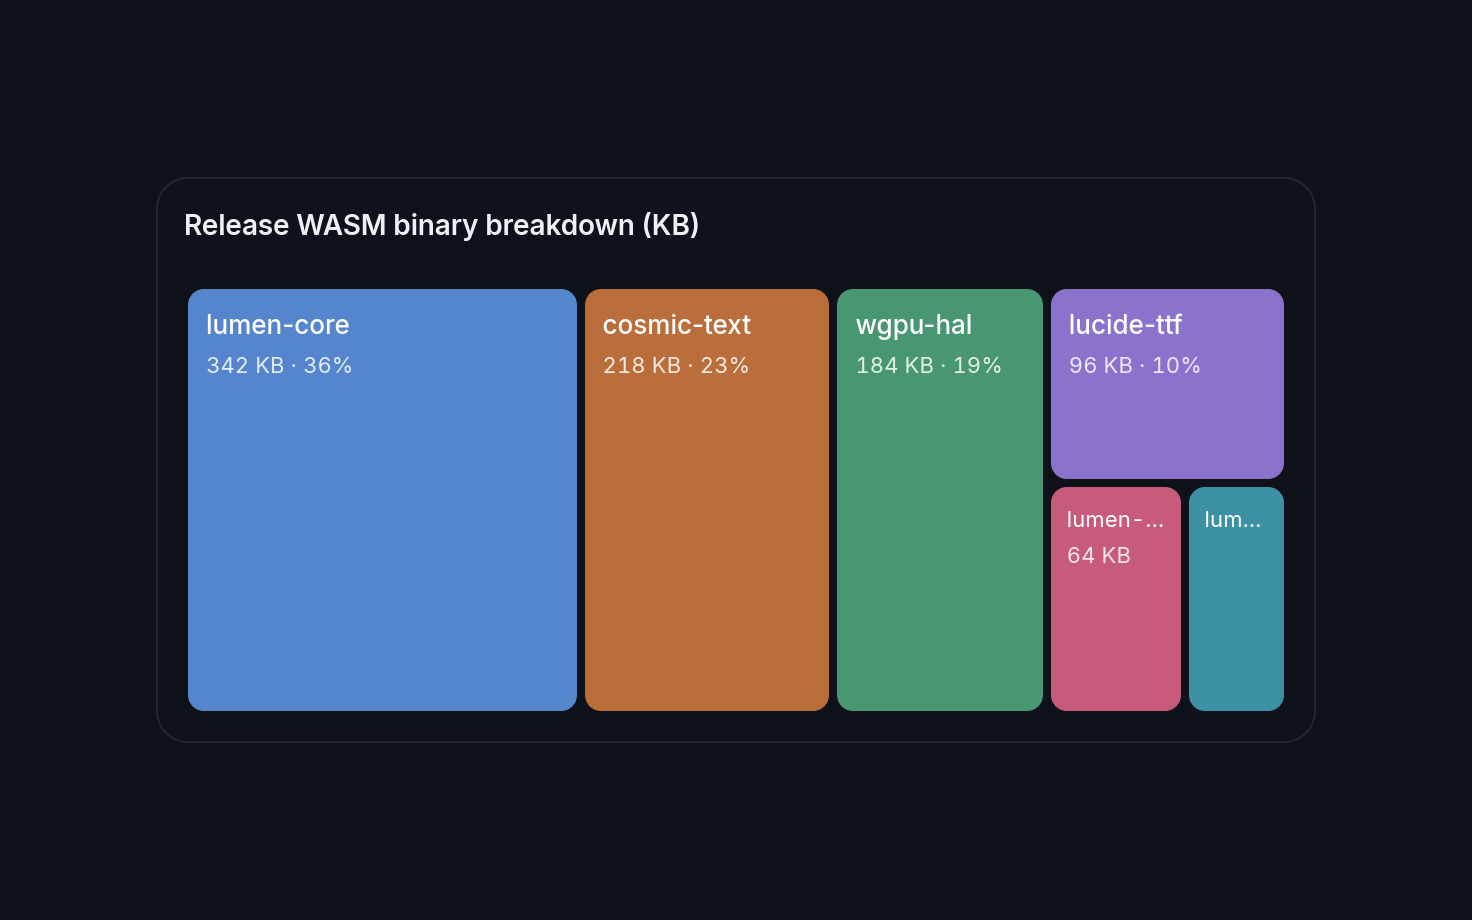 Release WASM binary breakdown (KB)
lumen-core
342 KB · 36%
cosmic-text
218 KB · 23%
wgpu-hal
184 KB · 19%
lucide-ttf
96 KB · 10%
lumen-...
64 KB
lum...